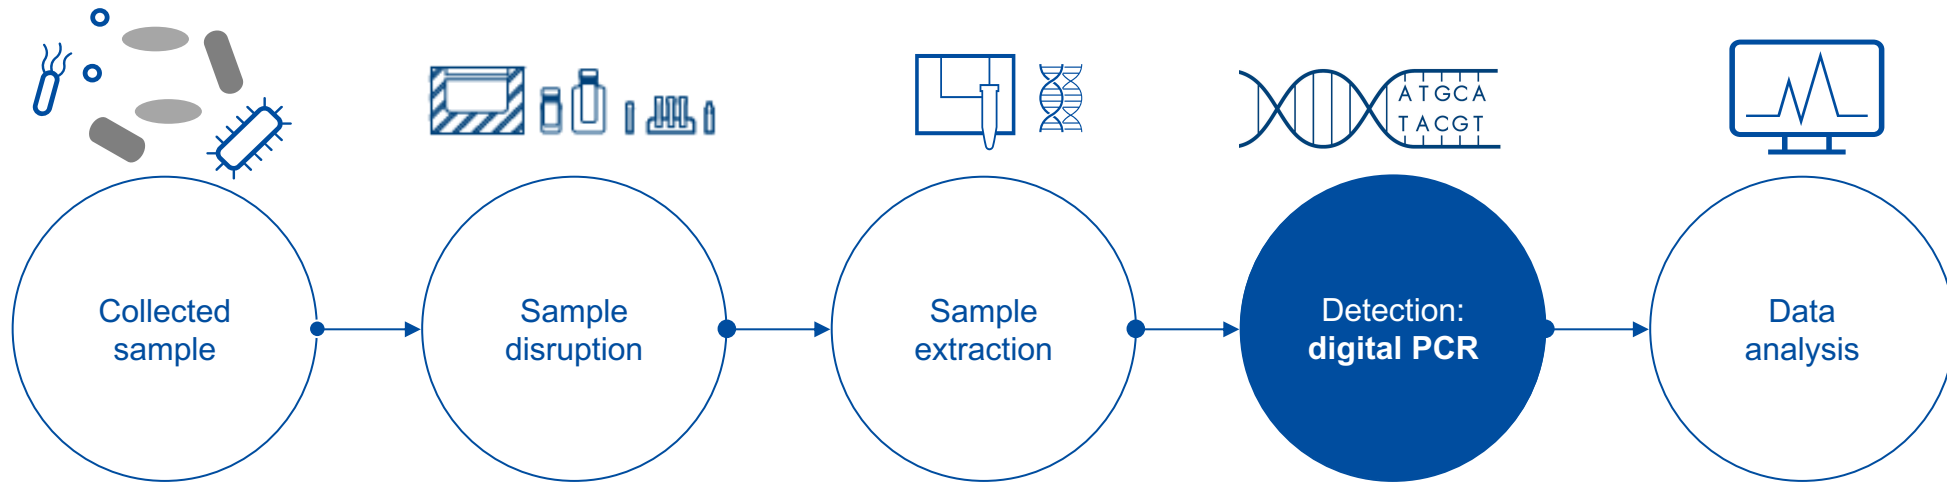 ATGCA
TACGT
Collected
sample
Sample
disruption
Sample
extraction
Detection:
digital PCR
Data
analysis